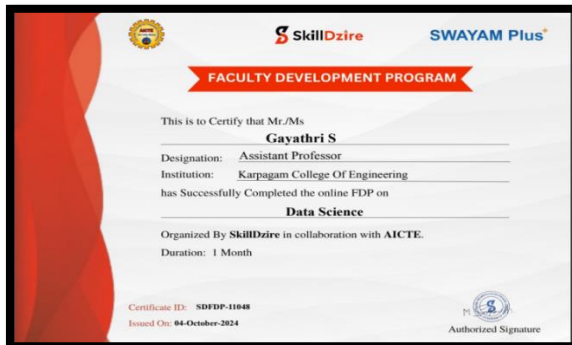 AICTE
SkillDzire
SWAYAM Plus+
FACULTY DEVELOPMENT PROGRAM
This is to Certify that Mr./Ms
Gayathri S
Designation: Assistant Professor
Institution: Karpagam College Of Engineering
has Successfully Completed the online FDP on
Data Science
Organized By SkillDzire in collaboration with AICTE.
Duration: 1 Month
Certificate ID: SDFDP-11048
Issued On: 04-October-2024
Authorized Signature